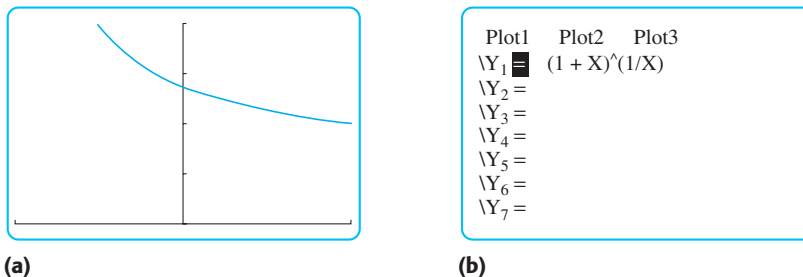 Plot1 Plot2 Plot3
\Y₁ = (1 + X)^(1/X)
\Y₂ =
\Y₃ =
\Y₄ =
\Y₅ =
\Y₆ =
\Y₇ =
(a) (b)